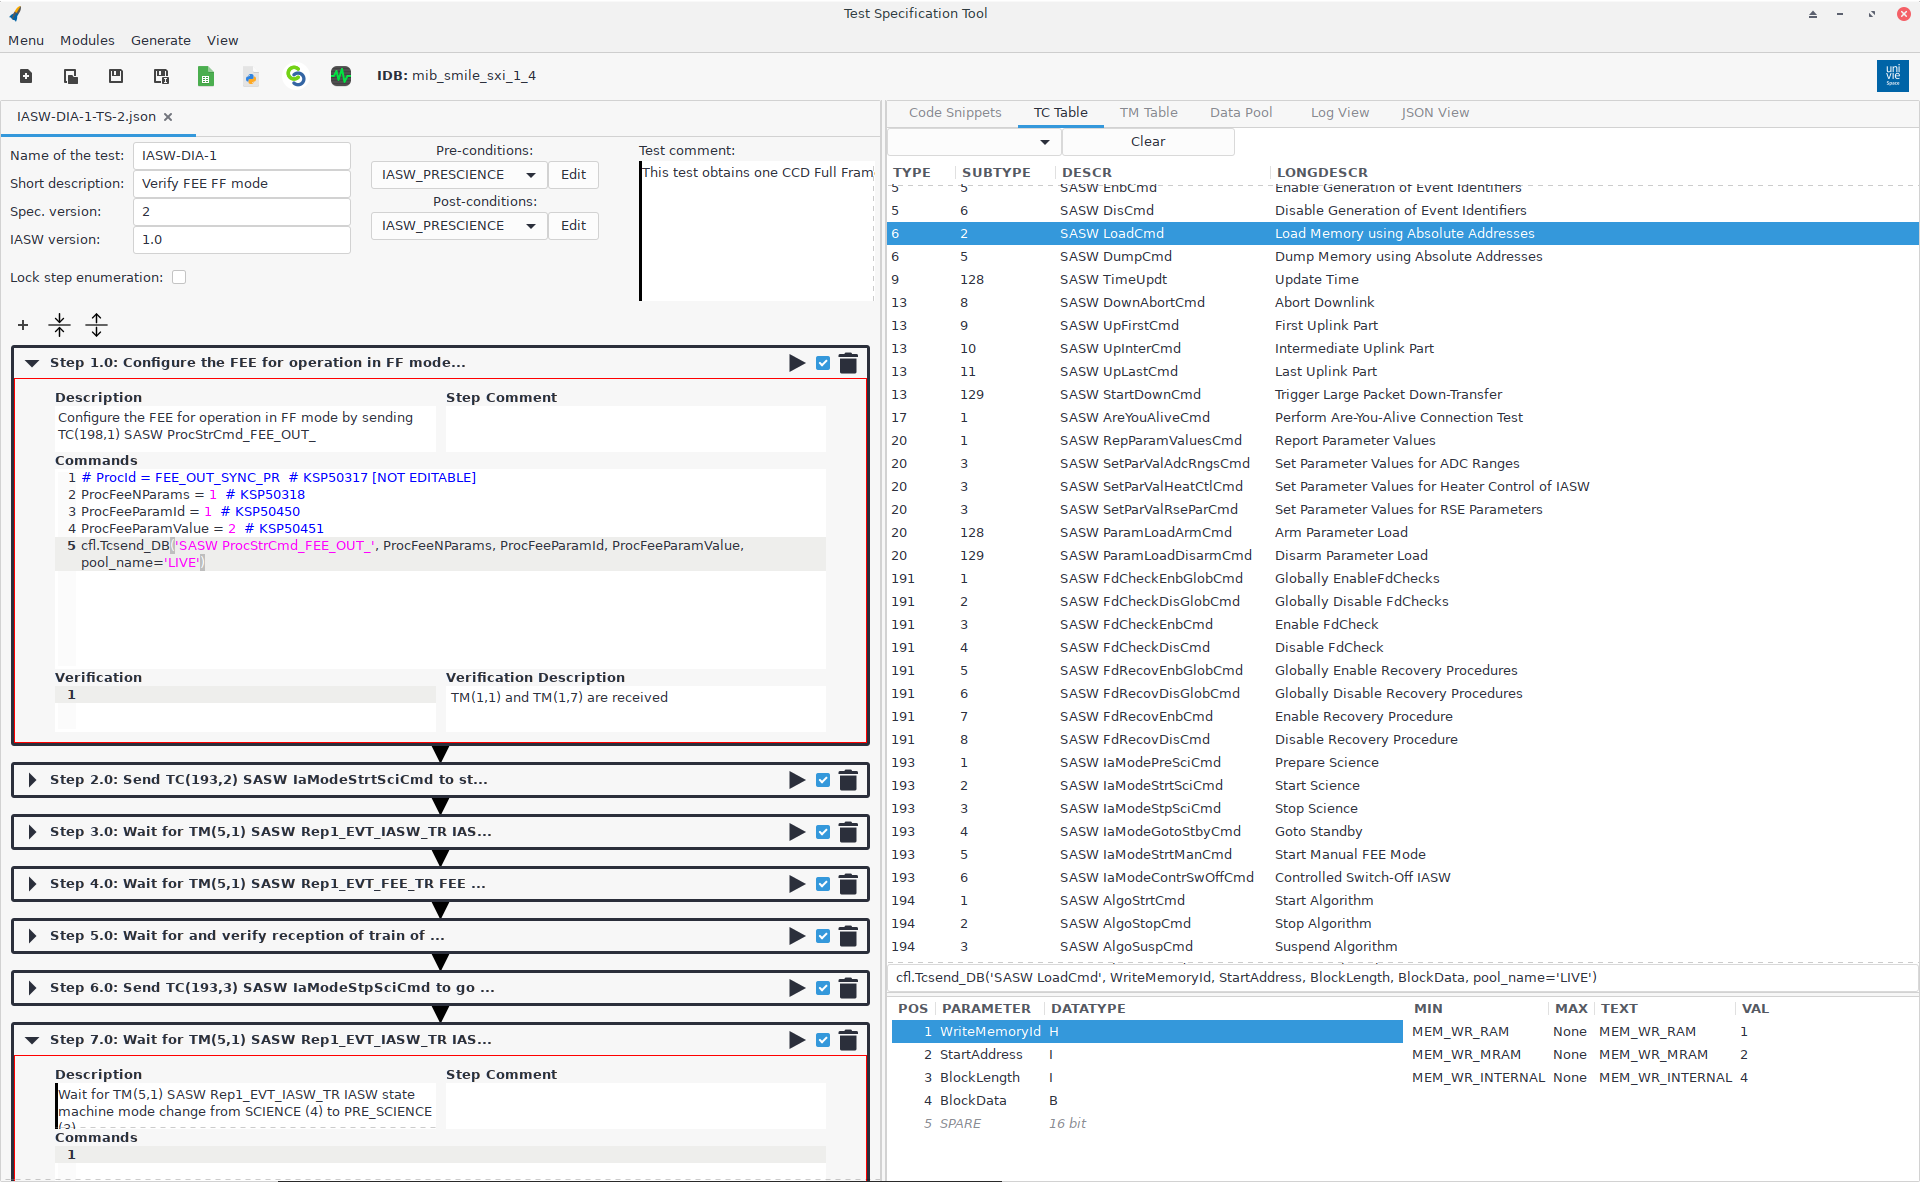 Test Specification Tool
Menu Modules Generate View
IDB: mib_smile_sxi_1_4
uni
vie
Space
IASW-DIA-1-TS-2.json
Name of the test: IASW-DIA-1
Short description: Verify FEE FF mode
Spec. version: 2
IASW version: 1.0
Lock step enumeration:
Pre-conditions:
IASW_PRESCIENCE Edit
Post-conditions:
IASW_PRESCIENCE Edit
Test comment:
This test obtains one CCD Full Fram
Step 1.0: Configure the FEE for operation in FF mode...
Description Step Comment
Configure the FEE for operation in FF mode by sending
TC(198,1) SASW ProcStrCmd_FEE_OUT_
Commands
1 # ProcId = FEE_OUT_SYNC_PR # KSP50317 [NOT EDITABLE]
2 ProcFeeNParams = 1 # KSP50318
3 ProcFeeParamId = 1 # KSP50450
4 ProcFeeParamValue = 2 # KSP50451
5 cfl.Tcsend_DB('SASW ProcStrCmd_FEE_OUT_', ProcFeeNParams, ProcFeeParamId, ProcFeeParamValue,
pool_name='LIVE')
Verification Verification Description
1 TM(1,1) and TM(1,7) are received
Step 2.0: Send TC(193,2) SASW IaModeStrtSciCmd to st...
Step 3.0: Wait for TM(5,1) SASW Rep1_EVT_IASW_TR IAS...
Step 4.0: Wait for TM(5,1) SASW Rep1_EVT_FEE_TR FEE ...
Step 5.0: Wait for and verify reception of train of ...
Step 6.0: Send TC(193,3) SASW IaModeStpSciCmd to go ...
Step 7.0: Wait for TM(5,1) SASW Rep1_EVT_IASW_TR IAS...
Description Step Comment
Wait for TM(5,1) SASW Rep1_EVT_IASW_TR IASW state
machine mode change from SCIENCE (4) to PRE_SCIENCE
(3)
Commands
1
Code Snippets TC Table TM Table Data Pool Log View JSON View
Clear
TYPE SUBTYPE DESCR LONGDESCR
5 5 SASW EnbCmd Enable Generation of Event Identifiers
5 6 SASW DisCmd Disable Generation of Event Identifiers
6 2 SASW LoadCmd Load Memory using Absolute Addresses
6 5 SASW DumpCmd Dump Memory using Absolute Addresses
9 128 SASW TimeUpdt Update Time
13 8 SASW DownAbortCmd Abort Downlink
13 9 SASW UpFirstCmd First Uplink Part
13 10 SASW UpInterCmd Intermediate Uplink Part
13 11 SASW UpLastCmd Last Uplink Part
13 129 SASW StartDownCmd Trigger Large Packet Down-Transfer
17 1 SASW AreYouAliveCmd Perform Are-You-Alive Connection Test
20 1 SASW RepParamValuesCmd Report Parameter Values
20 3 SASW SetParValAdcRngsCmd Set Parameter Values for ADC Ranges
20 3 SASW SetParValHeatCtlCmd Set Parameter Values for Heater Control of IASW
20 3 SASW SetParValRseParCmd Set Parameter Values for RSE Parameters
20 128 SASW ParamLoadArmCmd Arm Parameter Load
20 129 SASW ParamLoadDisarmCmd Disarm Parameter Load
191 1 SASW FdCheckEnbGlobCmd Globally EnableFdChecks
191 2 SASW FdCheckDisGlobCmd Globally Disable FdChecks
191 3 SASW FdCheckEnbCmd Enable FdCheck
191 4 SASW FdCheckDisCmd Disable FdCheck
191 5 SASW FdRecovEnbGlobCmd Globally Enable Recovery Procedures
191 6 SASW FdRecovDisGlobCmd Globally Disable Recovery Procedures
191 7 SASW FdRecovEnbCmd Enable Recovery Procedure
191 8 SASW FdRecovDisCmd Disable Recovery Procedure
193 1 SASW IaModePreSciCmd Prepare Science
193 2 SASW IaModeStrtSciCmd Start Science
193 3 SASW IaModeStpSciCmd Stop Science
193 4 SASW IaModeGotoStbyCmd Goto Standby
193 5 SASW IaModeStrtManCmd Start Manual FEE Mode
193 6 SASW IaModeContrSwOffCmd Controlled Switch-Off IASW
194 1 SASW AlgoStrtCmd Start Algorithm
194 2 SASW AlgoStopCmd Stop Algorithm
194 3 SASW AlgoSuspCmd Suspend Algorithm
cfl.Tcsend_DB('SASW LoadCmd', WriteMemoryId, StartAddress, BlockLength, BlockData, pool_name='LIVE')
POS PARAMETER DATATYPE MIN MAX TEXT VAL
1 WriteMemoryId H MEM_WR_RAM None MEM_WR_RAM 1
2 StartAddress I MEM_WR_MRAM None MEM_WR_MRAM 2
3 BlockLength I MEM_WR_INTERNAL None MEM_WR_INTERNAL 4
4 BlockData B
5 SPARE 16 bit